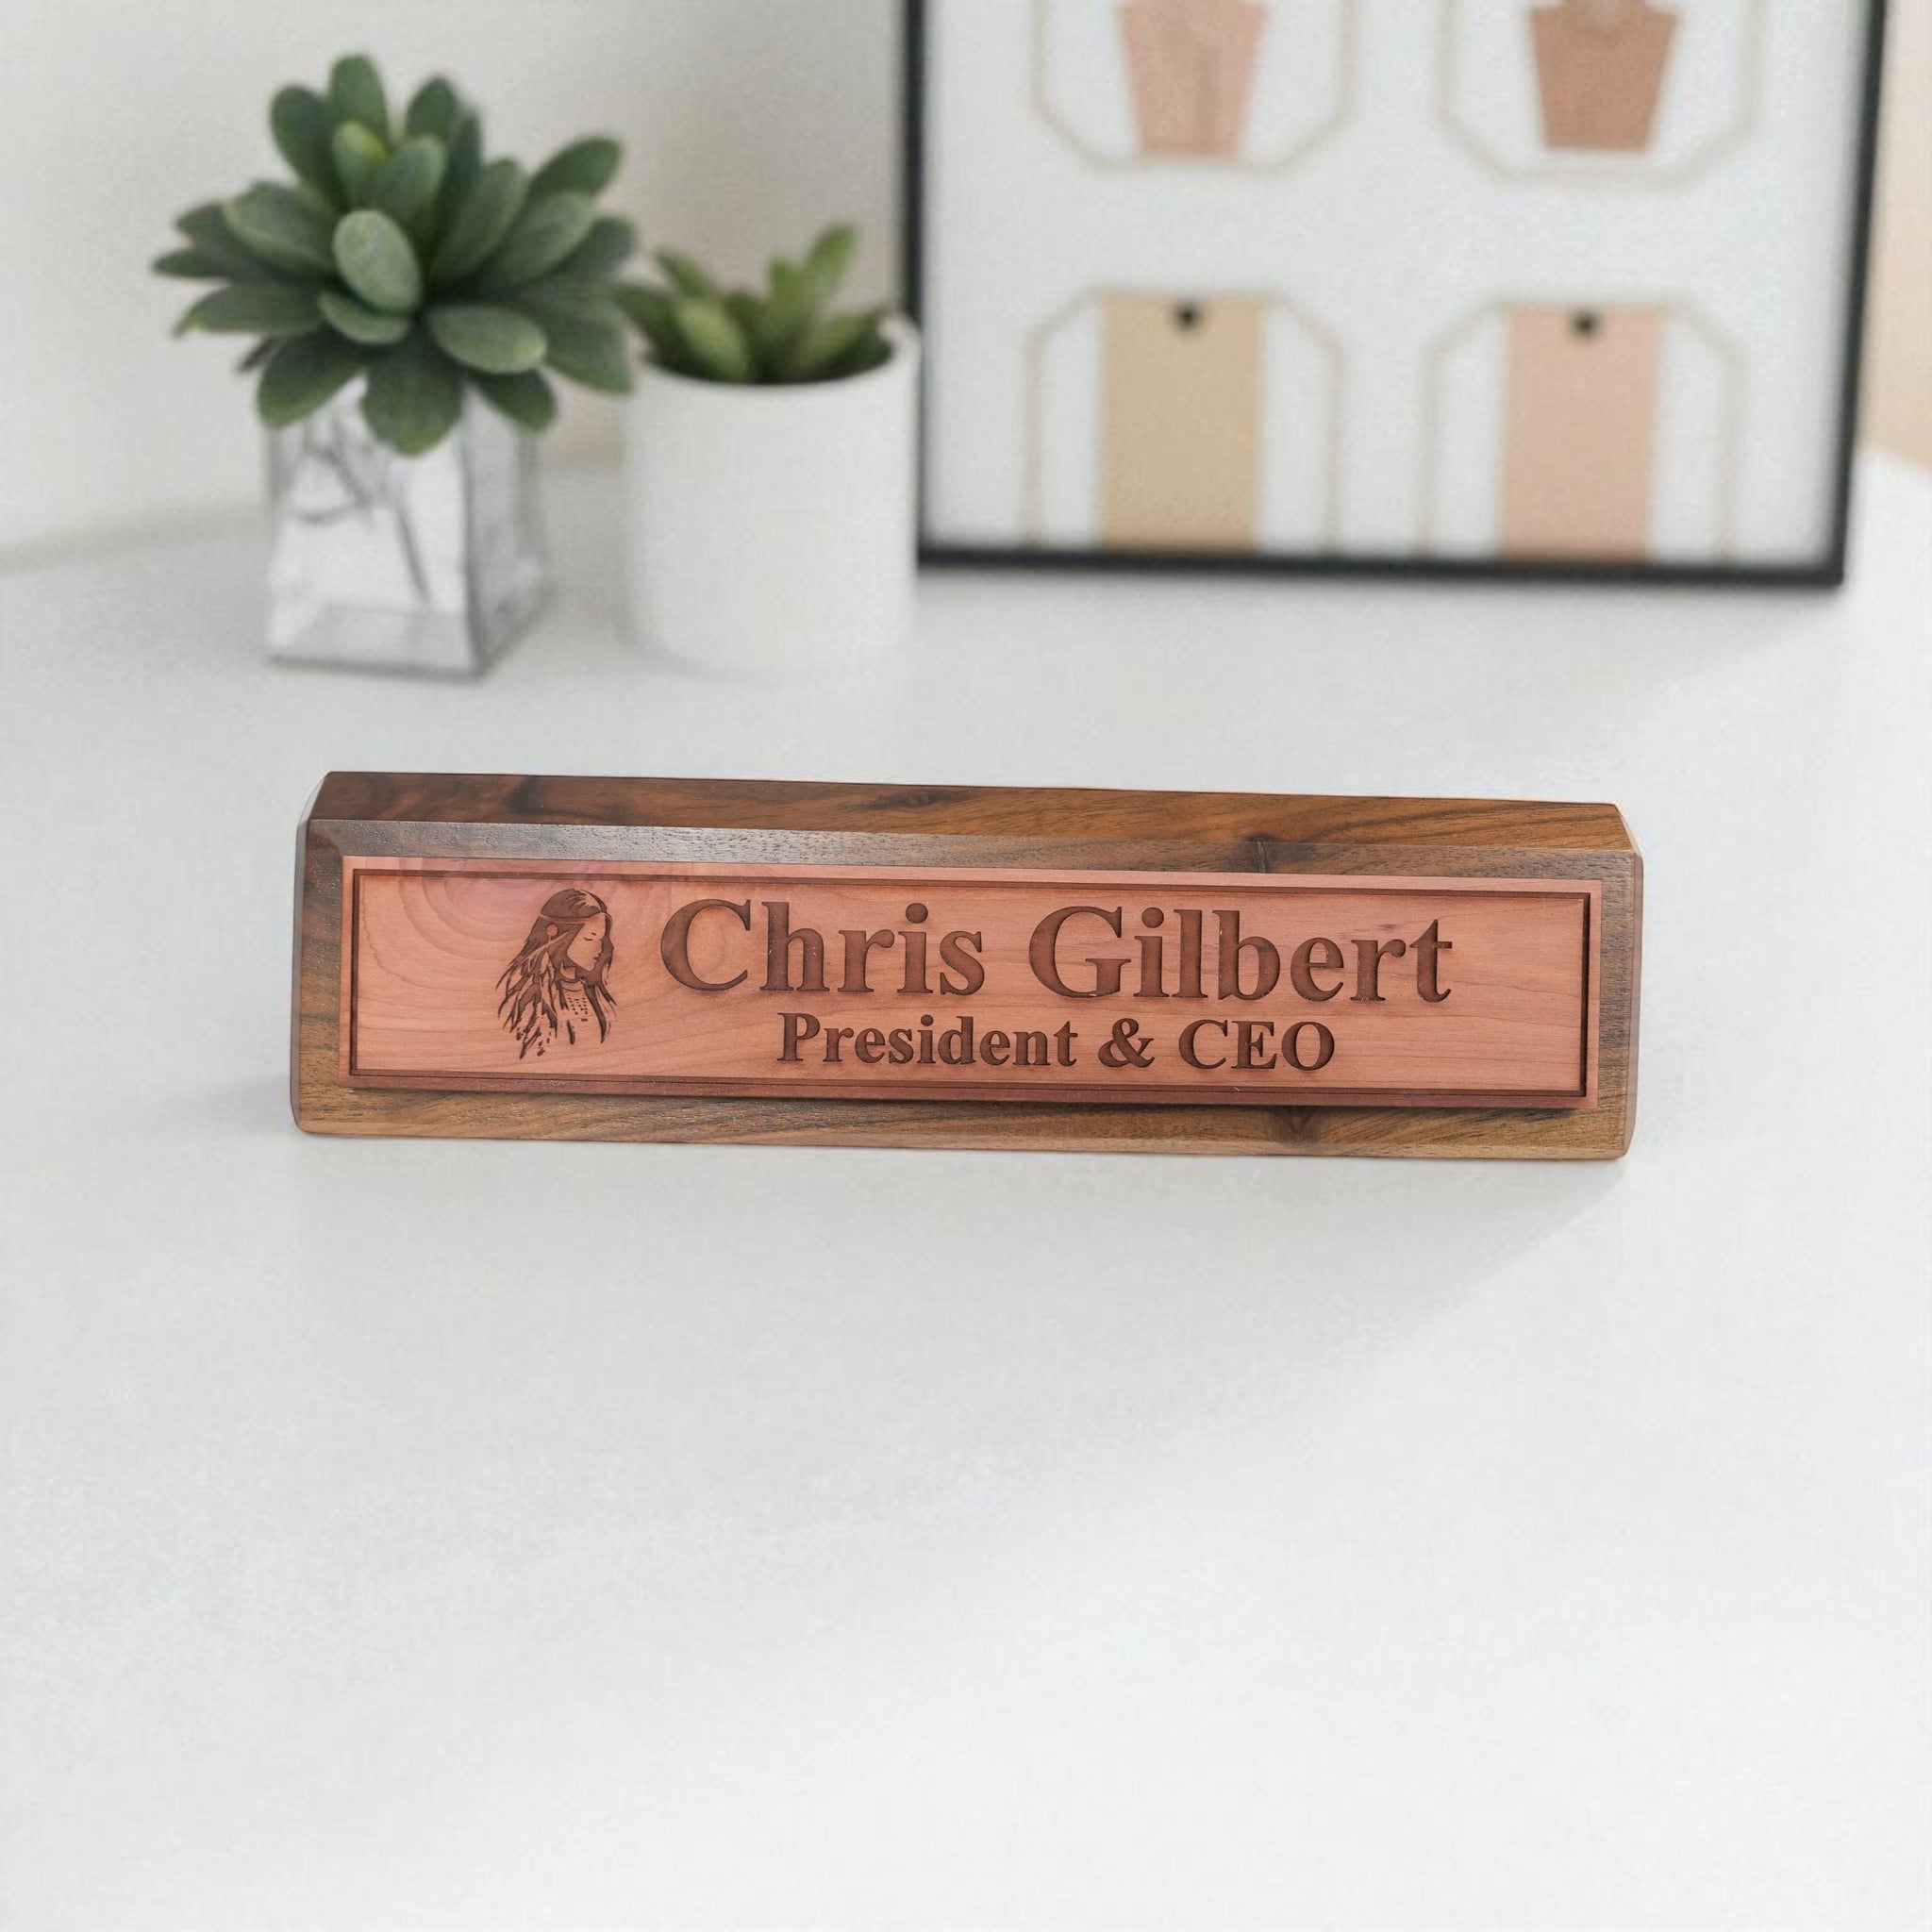 Chris Gilbert
President & CEO